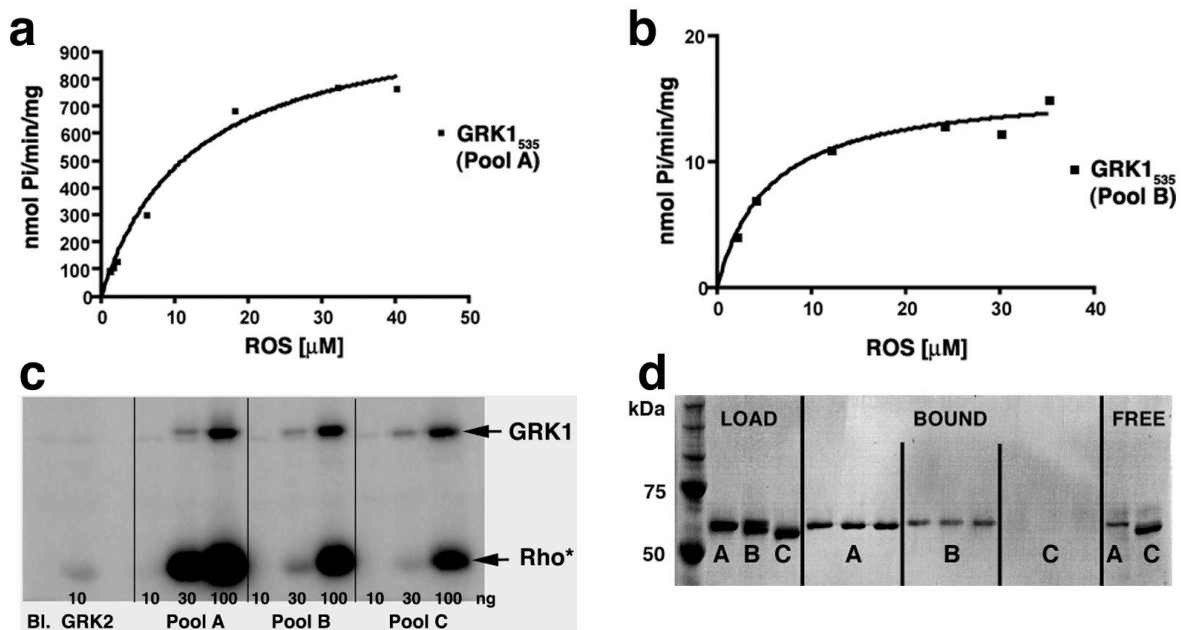 a
900
800
700
600
500
400
300
200
100
0
nmol Pi/min/mg
0 10 20 30 40 50
ROS [μM]
GRK1535
(Pool A)
b
20
10
0
nmol Pi/min/mg
0 10 20 30 40
ROS [μM]
GRK1535
(Pool B)
c
GRK1
Rho*
10 10 30 100 10 30 100 10 30 100 ng
Bl. GRK2 Pool A Pool B Pool C
d
kDa
75
50
LOAD BOUND FREE
A B C A B C A C